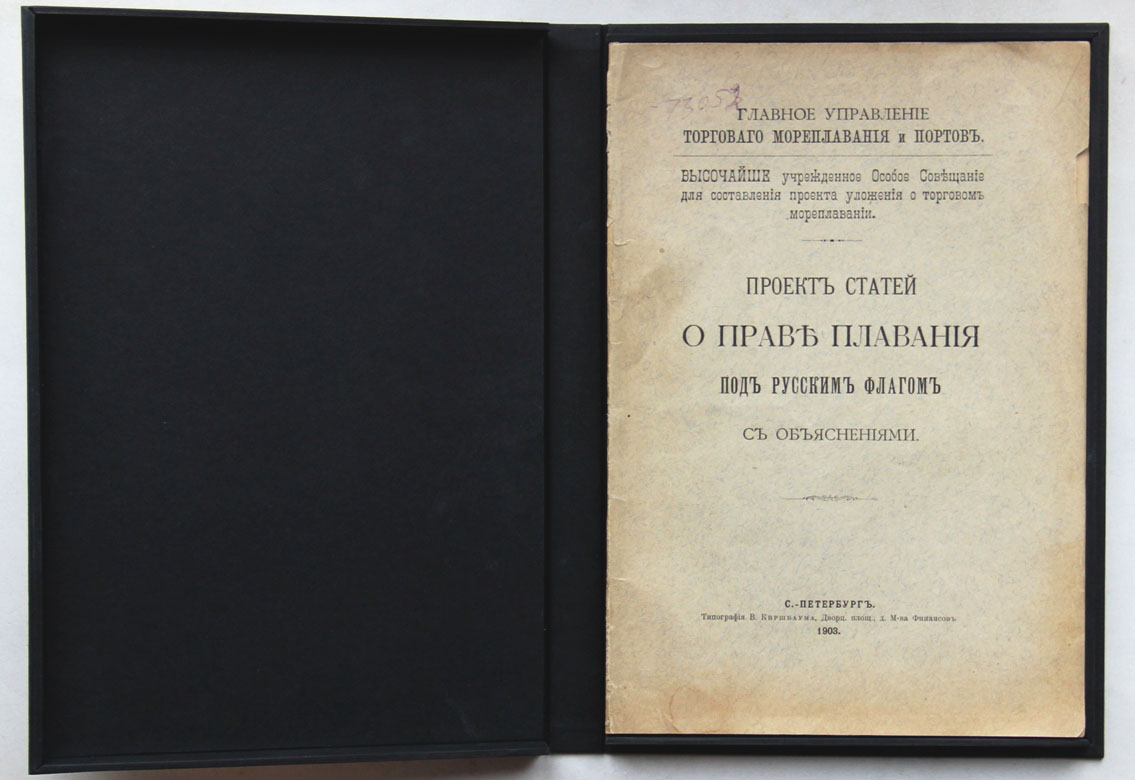 ГЛАВНОЕ УПРАВЛЕНІЕ
ТОРГОВАГО МОРЕПЛАВАНІЯ и ПОРТОВЪ.
ВЫСОЧАЙШЕ учрежденное Особое Совѣщаніе
для составленія проекта уложенія о торговомъ
мореплаваніи.
ПРОЕКТЪ СТАТЕЙ
О ПРАВѢ ПЛАВАНІЯ
ПОДЪ РУССКИМЪ ФЛАГОМЪ
СЪ ОБЪЯСНЕНІЯМИ.
С.-ПЕТЕРБУРГЪ.
Типографія В. Киршбаума, Дворц. площ., д. М-ва Финансовъ
1903.